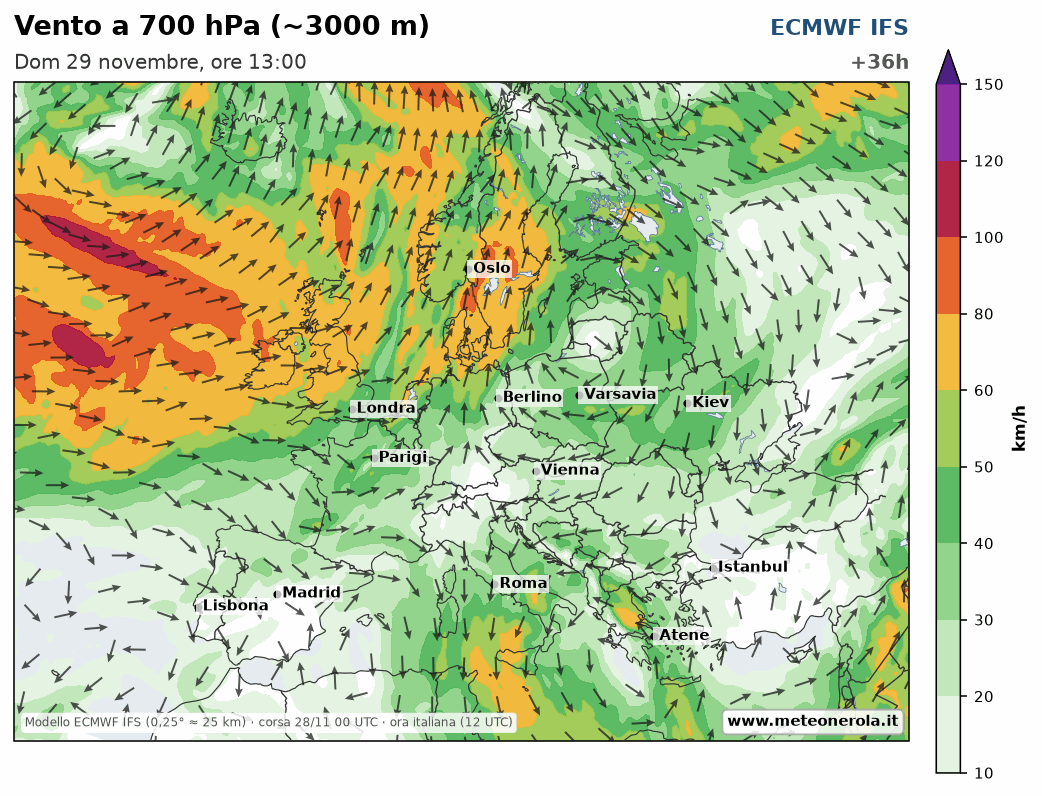 Vento a 700 hPa (~3000 m)
ECMWF IFS
Dom 29 novembre, ore 13:00
+36h
150
120
100
80
60
50
40
30
20
10
km/h
Oslo
Londra
Berlino
Varsavia
Kiev
Parigi
Vienna
Istanbul
Roma
Madrid
Lisbona
Atene
Modello ECMWF IFS (0,25° ≈ 25 km) · corsa 28/11 00 UTC · ora italiana (12 UTC)
www.meteonerola.it